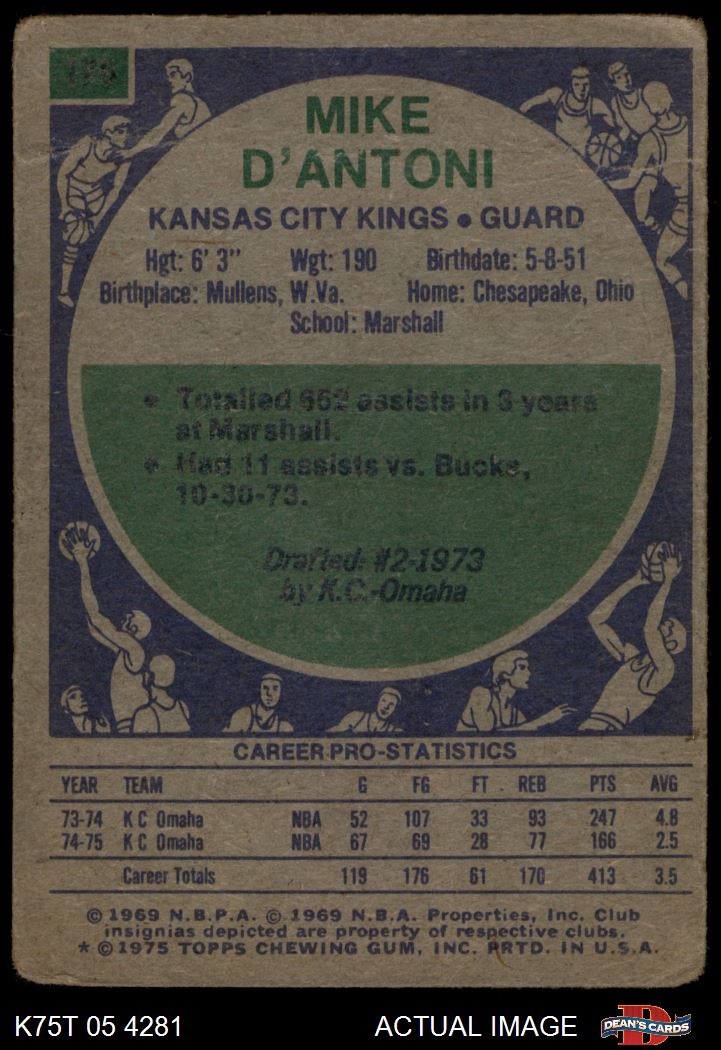 MIKE
D'ANTONI
KANSAS CITY KINGS • GUARD
Hgt: 6' 3" Wgt: 190 Birthdate: 5-8-51
Birthplace: Mullens, W.Va. Home: Chesapeake, Ohio
School: Marshall
• Totalled 652 assists in 3 years
at Marshall.
• Had 11 assists vs. Bucks,
10-30-73.
Drafted: #2-1973
by K.C.-Omaha
CAREER PRO-STATISTICS
YEAR TEAM G FG FT REB PTS AVG
73-74 K C Omaha NBA 52 107 33 93 247 4.8
74-75 K C Omaha NBA 67 69 28 77 166 2.5
Career Totals 119 176 61 170 413 3.5
© 1969 N.B.P.A. © 1969 N.B.A. Properties, Inc. Club
insignias depicted are property of respective clubs.
* © 1975 TOPPS CHEWING GUM, INC. PRTD. IN U.S.A.
K75T 05 4281 ACTUAL IMAGE DEAN'S CARDS